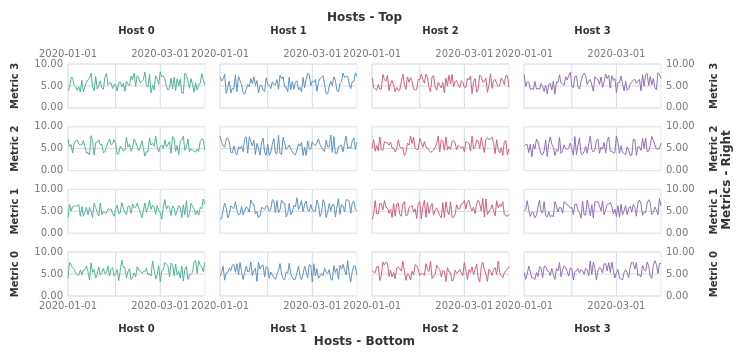 Hosts - Top
Host 0 Host 1 Host 2 Host 3
2020-01-01 2020-03-01 2020-01-01 2020-03-01 2020-01-01 2020-03-01 2020-01-01 2020-03-01
Metric 3 10.00 5.00 0.00 10.00 5.00 0.00 Metric 3
Metric 2 10.00 5.00 0.00 10.00 5.00 0.00 Metric 2
Metric 1 10.00 5.00 0.00 10.00 5.00 0.00 Metric 1
Metric 0 10.00 5.00 0.00 10.00 5.00 0.00 Metric 0
Metrics - Right
2020-01-01 2020-03-01 2020-01-01 2020-03-01 2020-01-01 2020-03-01 2020-01-01 2020-03-01
Host 0 Host 1 Host 2 Host 3
Hosts - Bottom